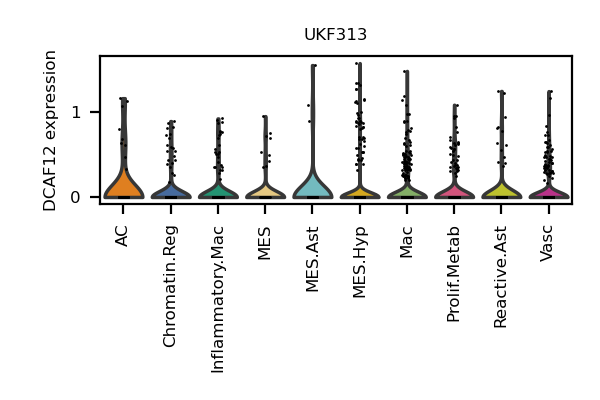 UKF313
DCAF12 expression
1
0
AC
Chromatin.Reg
Inflammatory.Mac
MES
MES.Ast
MES.Hyp
Mac
Prolif.Metab
Reactive.Ast
Vasc